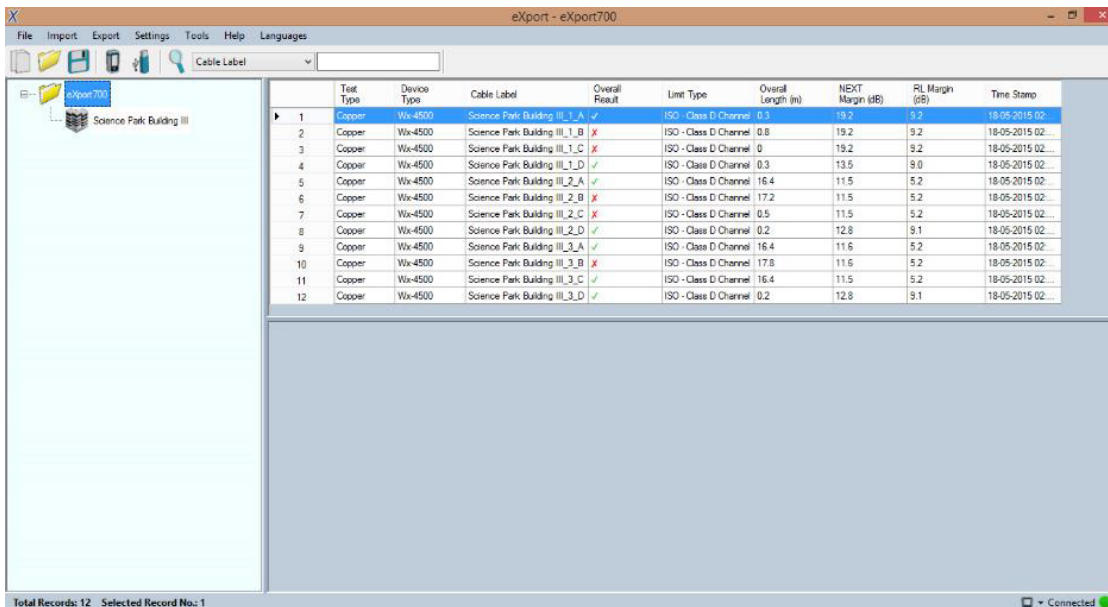 eXport - eXport700
File Import Export Settings Tools Help Languages
Cable Label
eXport700
Science Park Building III
Test Type Device Type Cable Label Overall Result Limit Type Overall Length (m) NEXT Margin (dB) RL Margin (dB) Time Stamp
1 Copper Wx-4500 Science Park Building III_1_A ✓ ISO - Class D Channel 0.3 19.2 9.2 18-05-2015 02:...
2 Copper Wx-4500 Science Park Building III_1_B ✗ ISO - Class D Channel 0.8 19.2 9.2 18-05-2015 02:...
3 Copper Wx-4500 Science Park Building III_1_C ✗ ISO - Class D Channel 0 19.2 9.2 18-05-2015 02:...
4 Copper Wx-4500 Science Park Building III_1_D ✓ ISO - Class D Channel 0.3 13.5 9.0 18-05-2015 02:...
5 Copper Wx-4500 Science Park Building III_2_A ✓ ISO - Class D Channel 16.4 11.5 5.2 18-05-2015 02:...
6 Copper Wx-4500 Science Park Building III_2_B ✗ ISO - Class D Channel 17.2 11.5 5.2 18-05-2015 02:...
7 Copper Wx-4500 Science Park Building III_2_C ✗ ISO - Class D Channel 0.5 11.5 5.2 18-05-2015 02:...
8 Copper Wx-4500 Science Park Building III_2_D ✓ ISO - Class D Channel 0.2 12.8 9.1 18-05-2015 02:...
9 Copper Wx-4500 Science Park Building III_3_A ✓ ISO - Class D Channel 16.4 11.6 5.2 18-05-2015 02:...
10 Copper Wx-4500 Science Park Building III_3_B ✗ ISO - Class D Channel 17.8 11.6 5.2 18-05-2015 02:...
11 Copper Wx-4500 Science Park Building III_3_C ✓ ISO - Class D Channel 16.4 11.5 5.2 18-05-2015 02:...
12 Copper Wx-4500 Science Park Building III_3_D ✓ ISO - Class D Channel 0.2 12.8 9.1 18-05-2015 02:...
Total Records: 12 Selected Record No.: 1 Connected